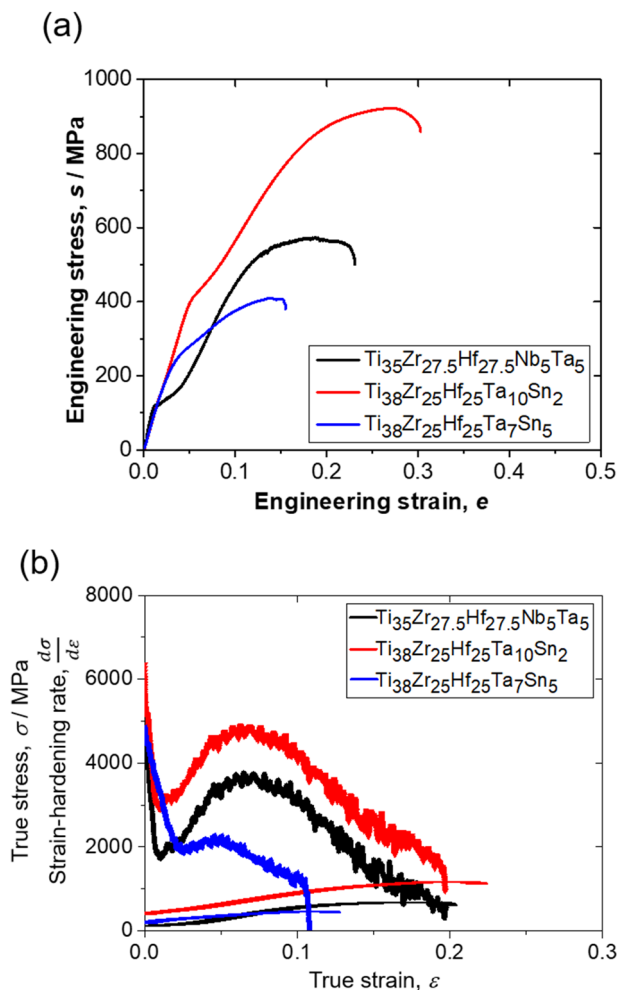 (a)
1000
800
600
400
200
0
Engineering stress, s / MPa
Ti35Zr27.5Hf27.5Nb5Ta5
Ti38Zr25Hf25Ta10Sn2
Ti38Zr25Hf25Ta7Sn5
0.0 0.1 0.2 0.3 0.4 0.5
Engineering strain, e
(b)
8000
6000
4000
2000
0
True stress, σ / MPa
Strain-hardening rate, dσ/dε
Ti35Zr27.5Hf27.5Nb5Ta5
Ti38Zr25Hf25Ta10Sn2
Ti38Zr25Hf25Ta7Sn5
0.0 0.1 0.2 0.3
True strain, ε